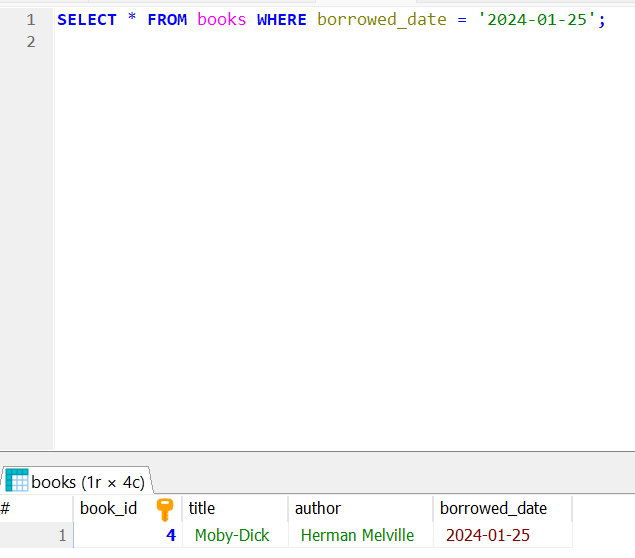 1 SELECT * FROM books WHERE borrowed_date = '2024-01-25';
2
books (1r × 4c)
# book_id title author borrowed_date
1 4 Moby-Dick Herman Melville 2024-01-25